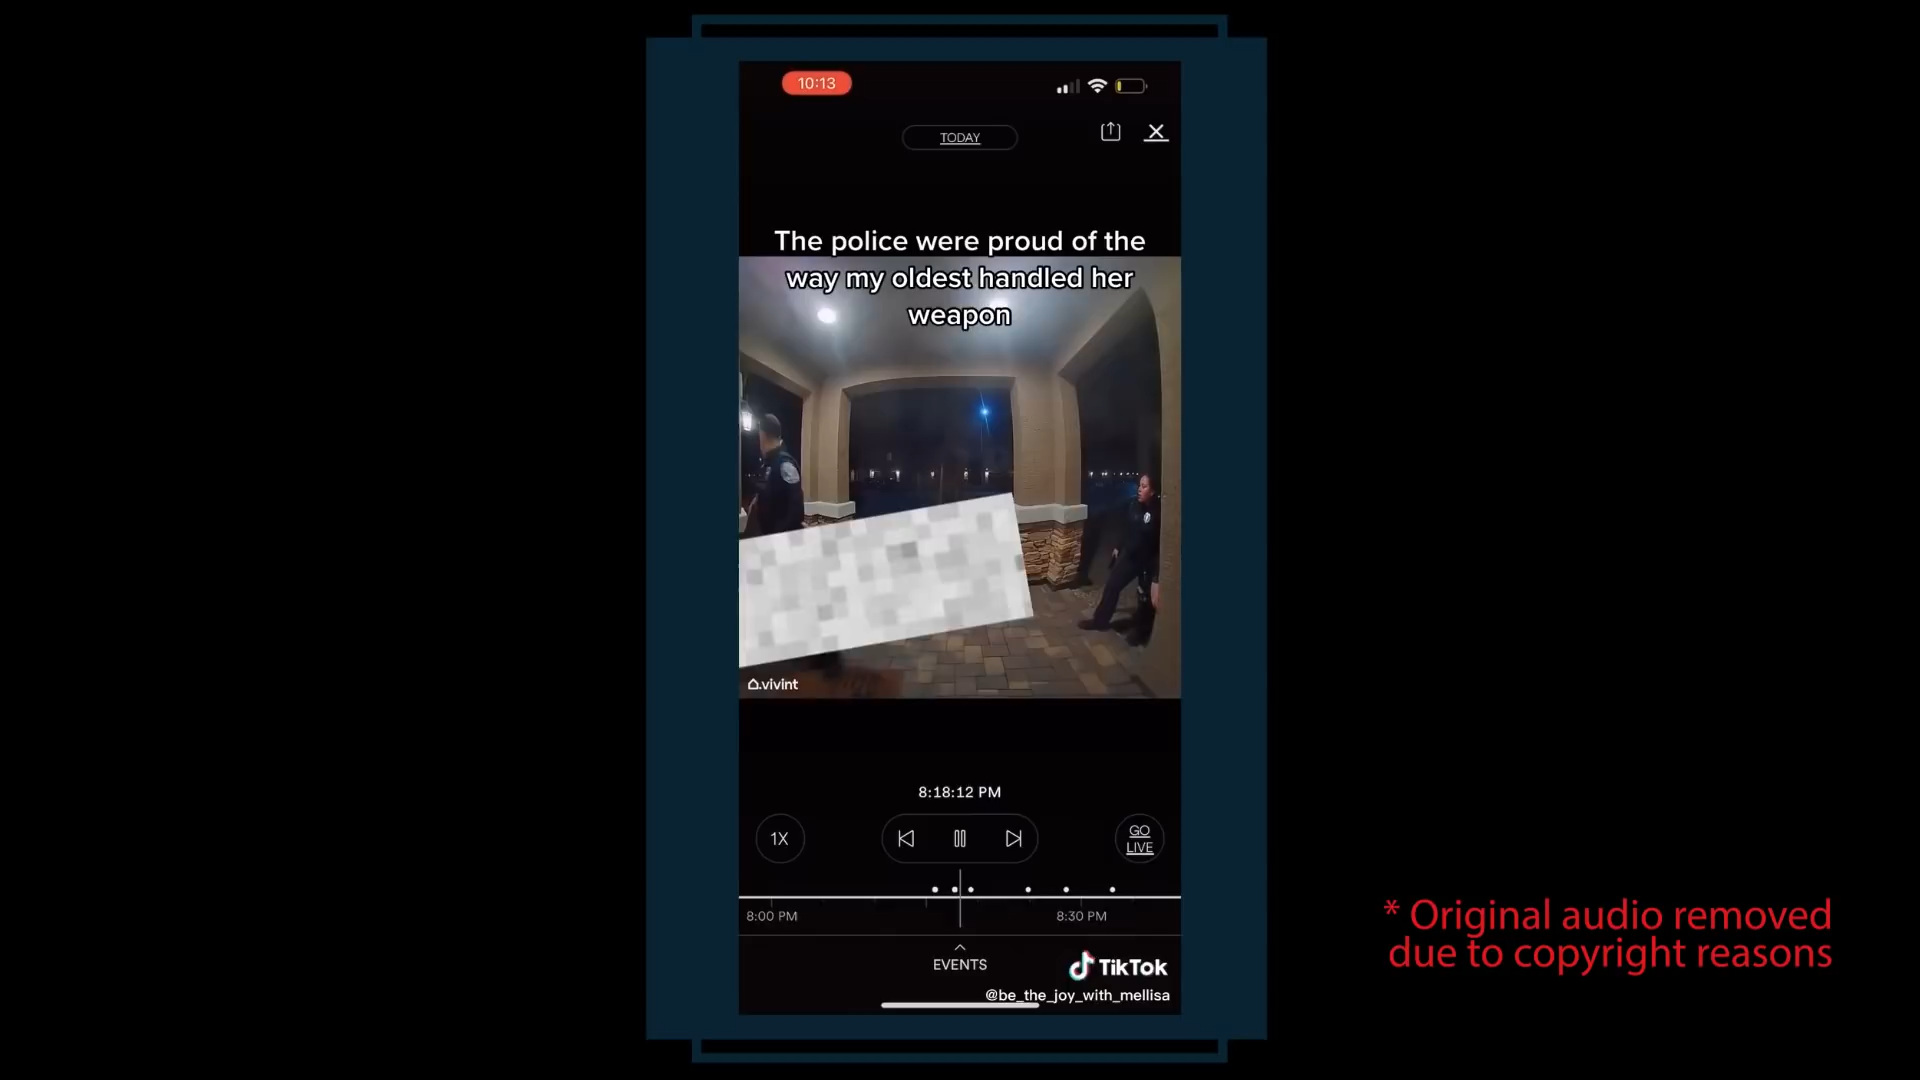 10:13
TODAY
The police were proud of the
way my oldest handled her
weapon
vivint
8:18:12 PM
1X
GO
LIVE
8:00 PM
8:30 PM
EVENTS
TikTok
@be_the_joy_with_mellisa
* Original audio removed
due to copyright reasons